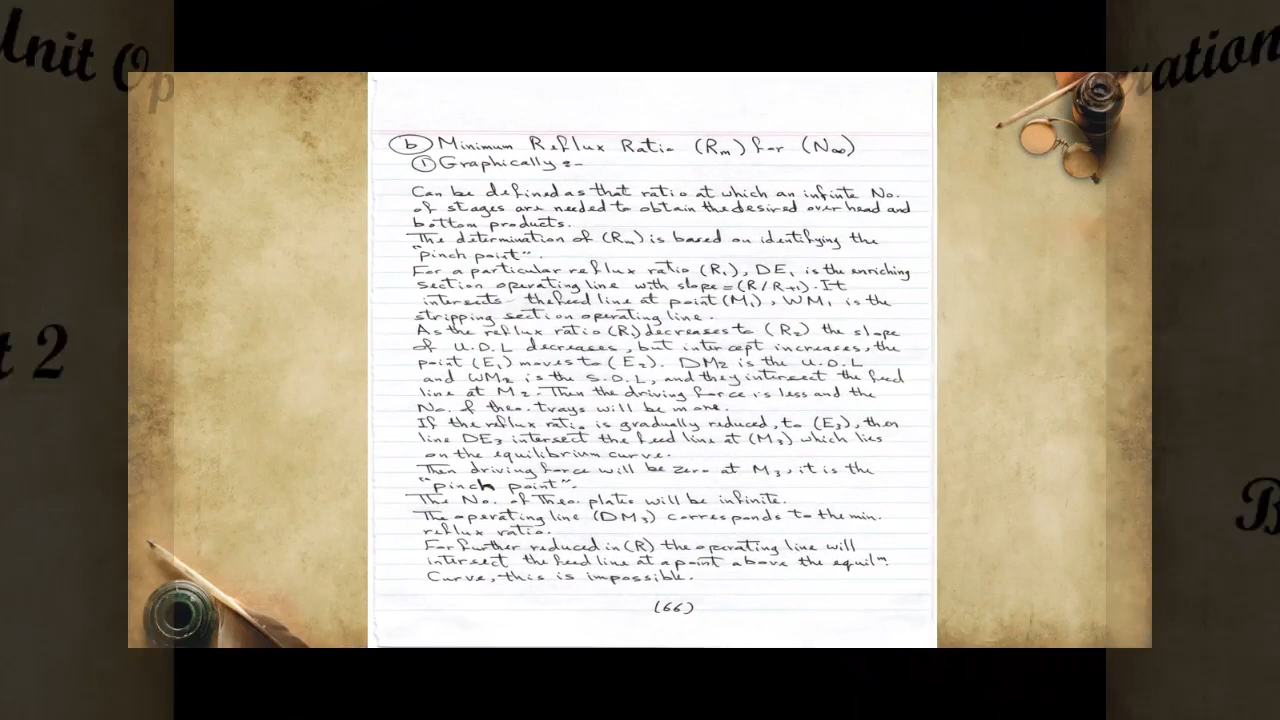 Unit Op
eration
t 2
B
(b) Minimum Reflux Ratio (Rm) for (N∞)
(1) Graphically :-
Can be defined as that ratio at which an infinite No.
of stages are needed to obtain the desired over head and
bottom products.
The determination of (Rm) is based on identifying the
"pinch point".
For a particular reflux ratio (R₁), DE₁ is the enriching
section operating line with slope=(R/R+1). It
intersects the feed line at point (M₁), WM₁ is the
stripping section operating line.
As the reflux ratio (R₁) decreases to (R₂) the slope
of U.O.L decreases, but intercept increases, the
point (E₁) moves to (E₂). DM₂ is the U.O.L
and WM₂ is the S.O.L, and they intersect the feed
line at M₂. Then the driving force is less and the
No. of theo. trays will be more.
If the reflux ratio is gradually reduced, to (E₃), then
line DE₃ intersect the feed line at (M₃) which lies
on the equilibrium curve.
Then driving force will be zero at M₃, it is the
"pinch point".
The No. of Theo. plates will be infinite.
The operating line (DM₃) corresponds to the min.
reflux ratio.
For further reduced in (R) the operating line will
intersect the feed line at a point above the equilᵐ.
Curve, this is impossible.
(66)